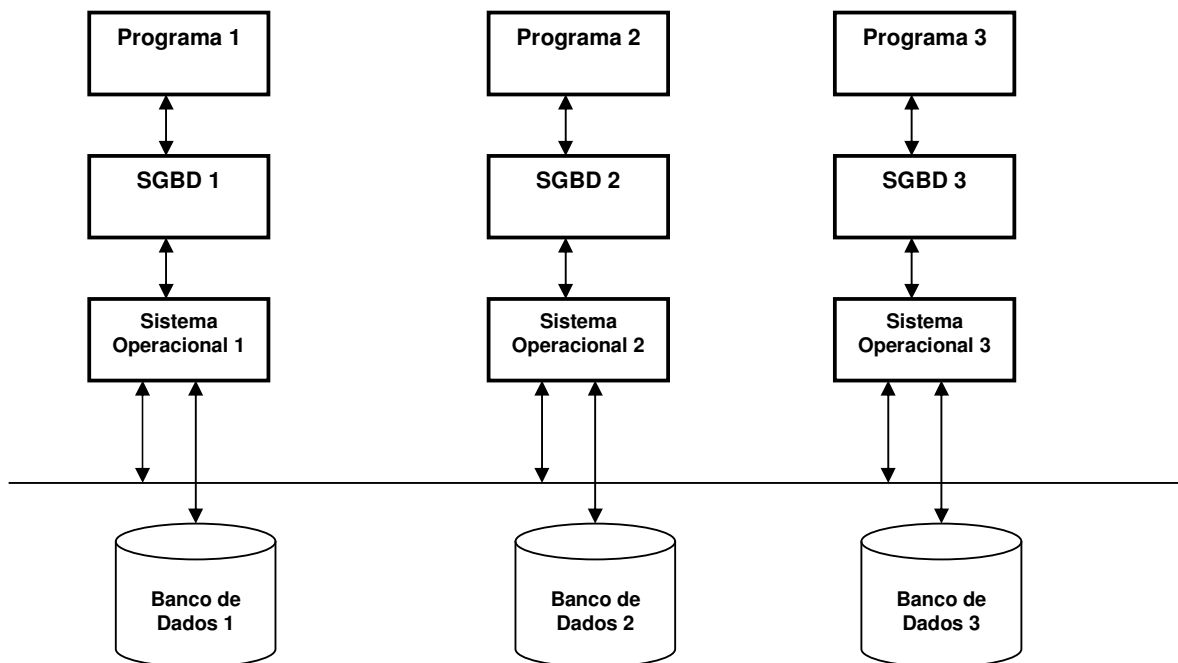 Programa 1
Programa 2
Programa 3
SGBD 1
SGBD 2
SGBD 3
Sistema
Operacional 1
Sistema
Operacional 2
Sistema
Operacional 3
Banco de
Dados 1
Banco de
Dados 2
Banco de
Dados 3